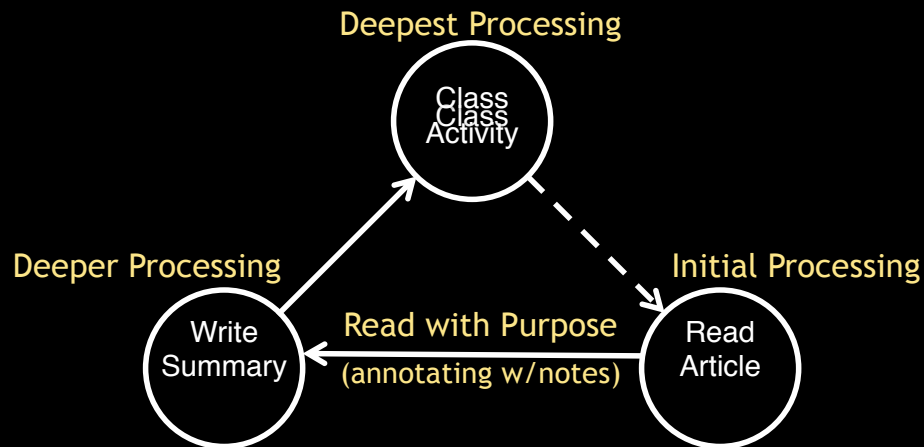 Deepest Processing
Class
Class
Activity
Deeper Processing
Initial Processing
Write
Summary
Read with Purpose
(annotating w/notes)
Read
Article